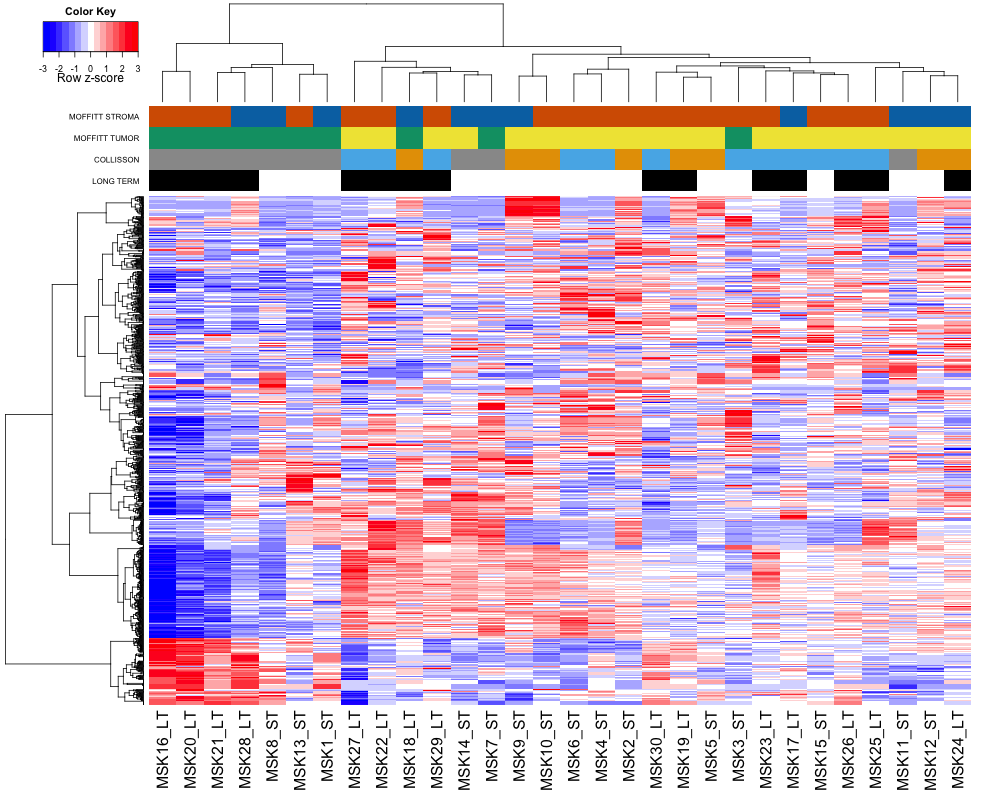 Color Key
-3 -2 -1 0 1 2 3
Row z-score
MOFFITT STROMA
MOFFITT TUMOR
COLLISSON
LONG TERM
MSK16_LT
MSK20_LT
MSK21_LT
MSK28_LT
MSK8_ST
MSK13_ST
MSK1_ST
MSK27_LT
MSK22_LT
MSK18_LT
MSK29_LT
MSK14_ST
MSK7_ST
MSK9_ST
MSK10_ST
MSK6_ST
MSK4_ST
MSK2_ST
MSK30_LT
MSK19_LT
MSK5_ST
MSK3_ST
MSK23_LT
MSK17_LT
MSK15_ST
MSK26_LT
MSK25_LT
MSK11_ST
MSK12_ST
MSK24_LT